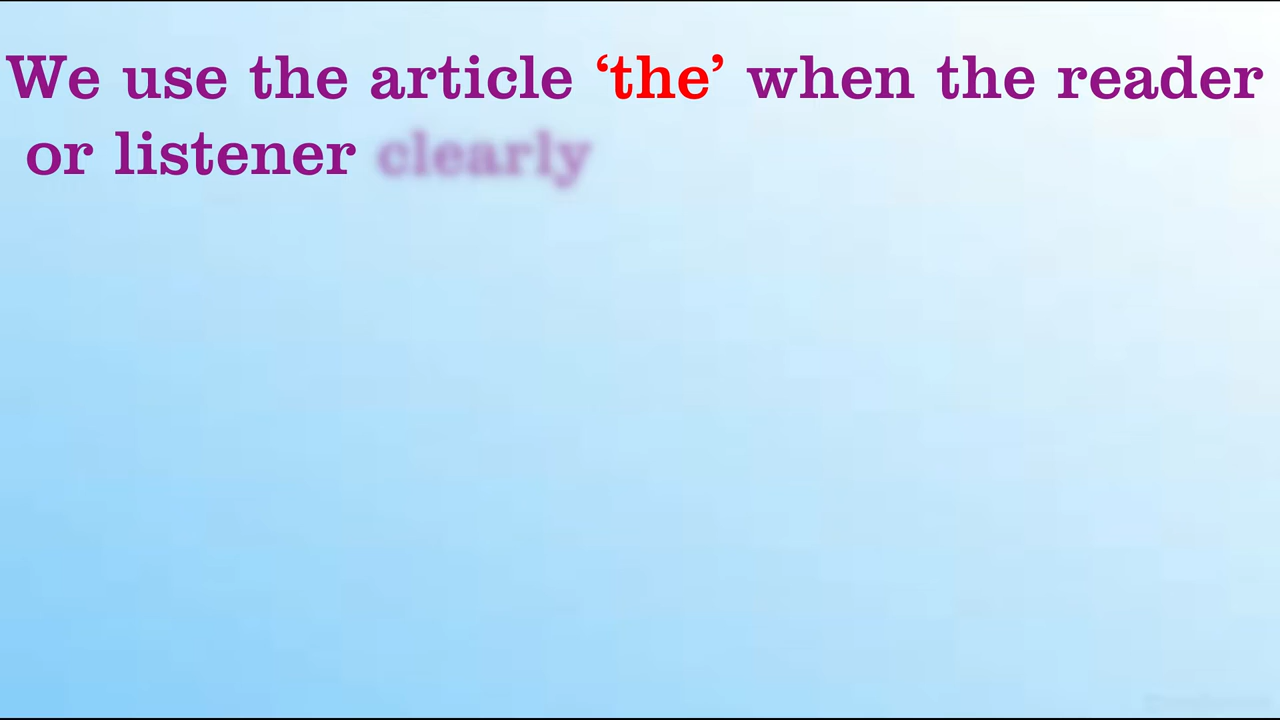 We use the article ‘the’ when the reader
or listener clearly